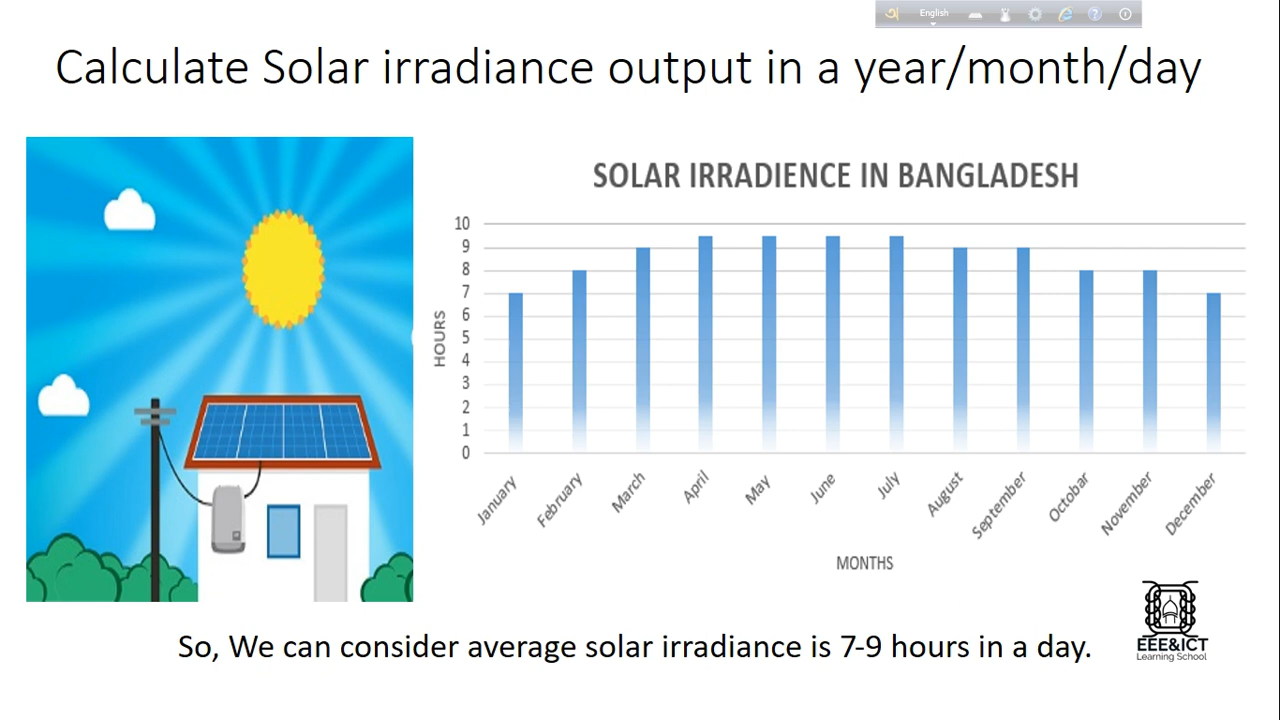 অ English
Calculate Solar irradiance output in a year/month/day
SOLAR IRRADIENCE IN BANGLADESH
10
9
8
7
6
5
4
3
2
1
0
HOURS
January
February
March
April
May
June
July
August
September
Octobar
November
December
MONTHS
EEE&ICT
Learning School
So, We can consider average solar irradiance is 7-9 hours in a day.